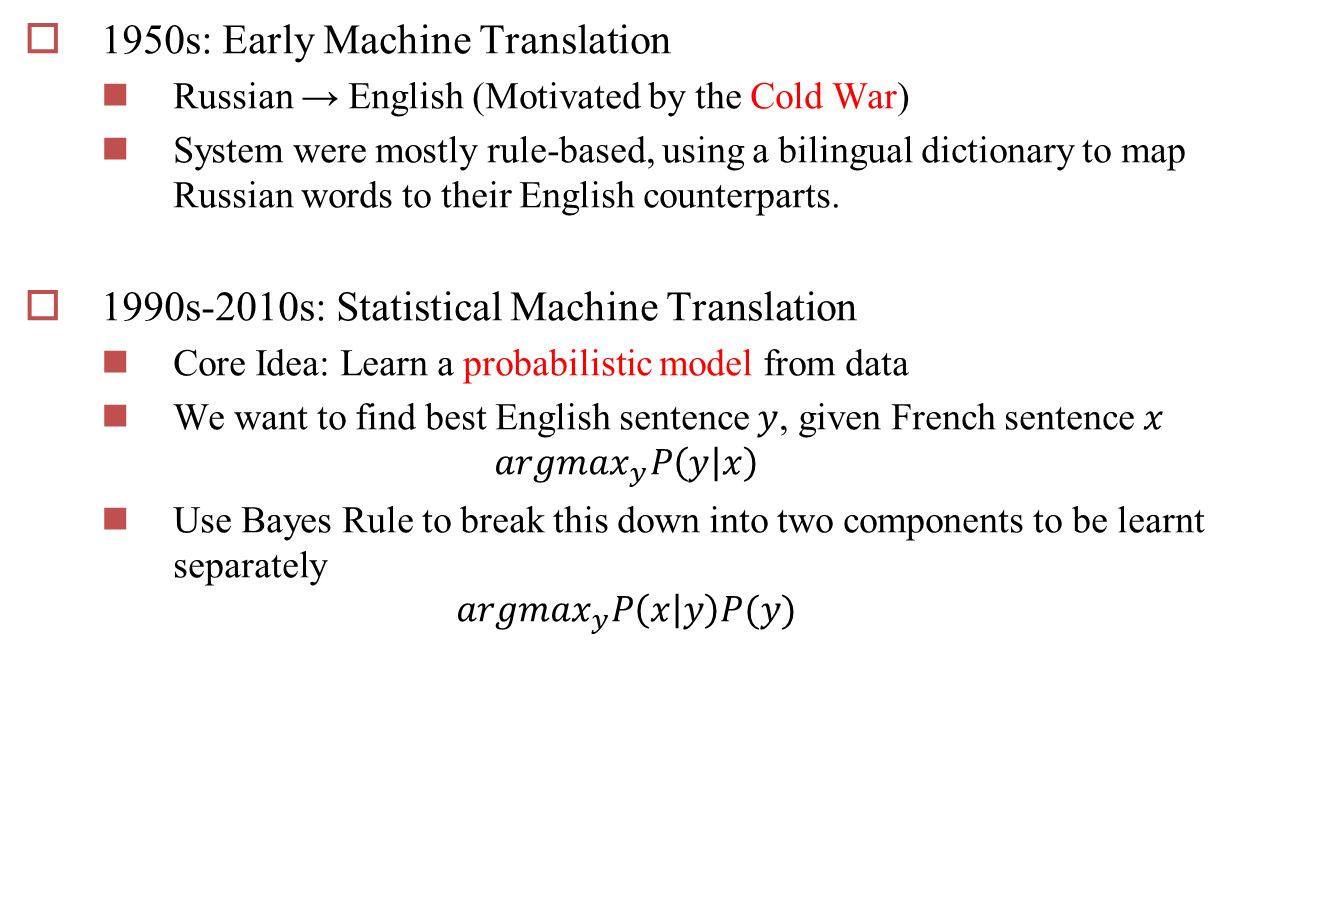 1950s: Early Machine Translation
Russian → English (Motivated by the Cold War)
System were mostly rule-based, using a bilingual dictionary to map
Russian words to their English counterparts.
1990s-2010s: Statistical Machine Translation
Core Idea: Learn a probabilistic model from data
We want to find best English sentence 𝑦, given French sentence 𝑥
𝑎𝑟𝑔𝑚𝑎𝑥𝑦𝑃(𝑦|𝑥)
Use Bayes Rule to break this down into two components to be learnt
separately
𝑎𝑟𝑔𝑚𝑎𝑥𝑦𝑃(𝑥|𝑦)𝑃(𝑦)